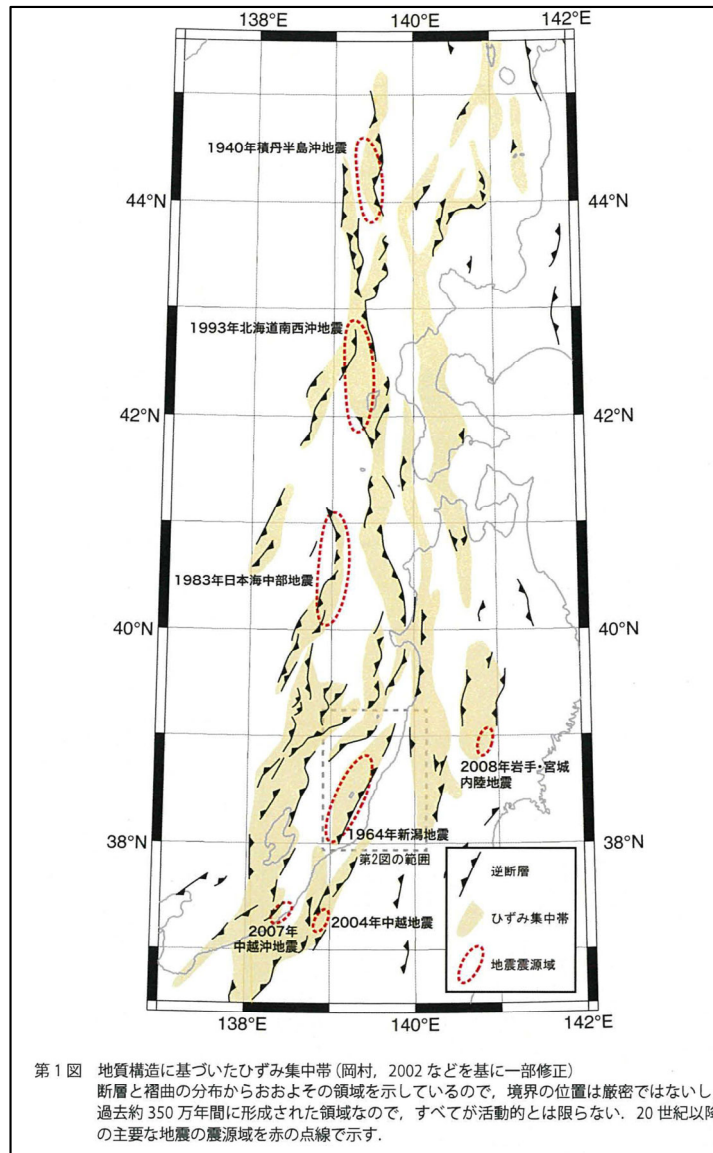 138°E
140°E
142°E
1940年積丹半島沖地震
44°N
44°N
1993年北海道南西沖地震
42°N
42°N
1983年日本海中部地震
40°N
40°N
2008年岩手・宮城
内陸地震
38°N
1964年新潟地震
38°N
第2図の範囲
逆断層
2007年
中越沖地震
2004年中越地震
ひずみ集中帯
地震震源域
138°E
140°E
142°E
第1図 地質構造に基づいたひずみ集中帯(岡村,2002などを基に一部修正)
断層と褶曲の分布からおおよその領域を示しているので,境界の位置は厳密ではないし
過去約350万年間に形成された領域なので,すべてが活動的とは限らない.20世紀以降
の主要な地震の震源域を赤の点線で示す.